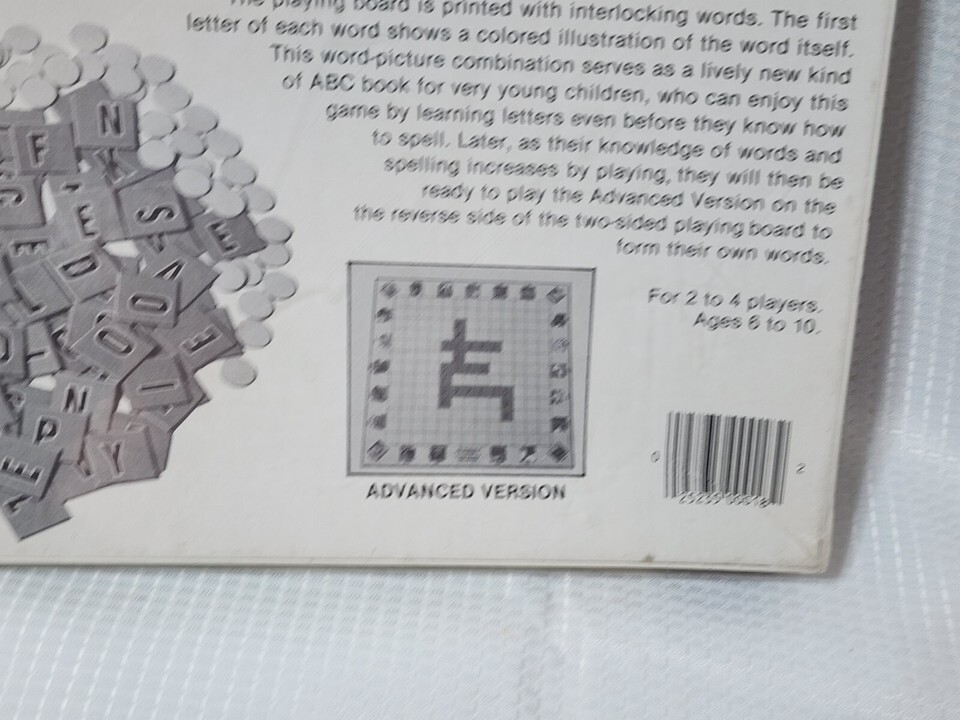 The playing board is printed with interlocking words. The first
letter of each word shows a colored illustration of the word itself.
This word-picture combination serves as a lively new kind
of ABC book for very young children, who can enjoy this
game by learning letters even before they know how
to spell. Later, as their knowledge of words and
spelling increases by playing, they will then be
ready to play the Advanced Version on the
the reverse side of the two-sided playing board to
form their own words.
For 2 to 4 players.
Ages 6 to 10.
ADVANCED VERSION
N
F
K
E
S
E
D
V
O
O
E
I
N
P
Y
0
2